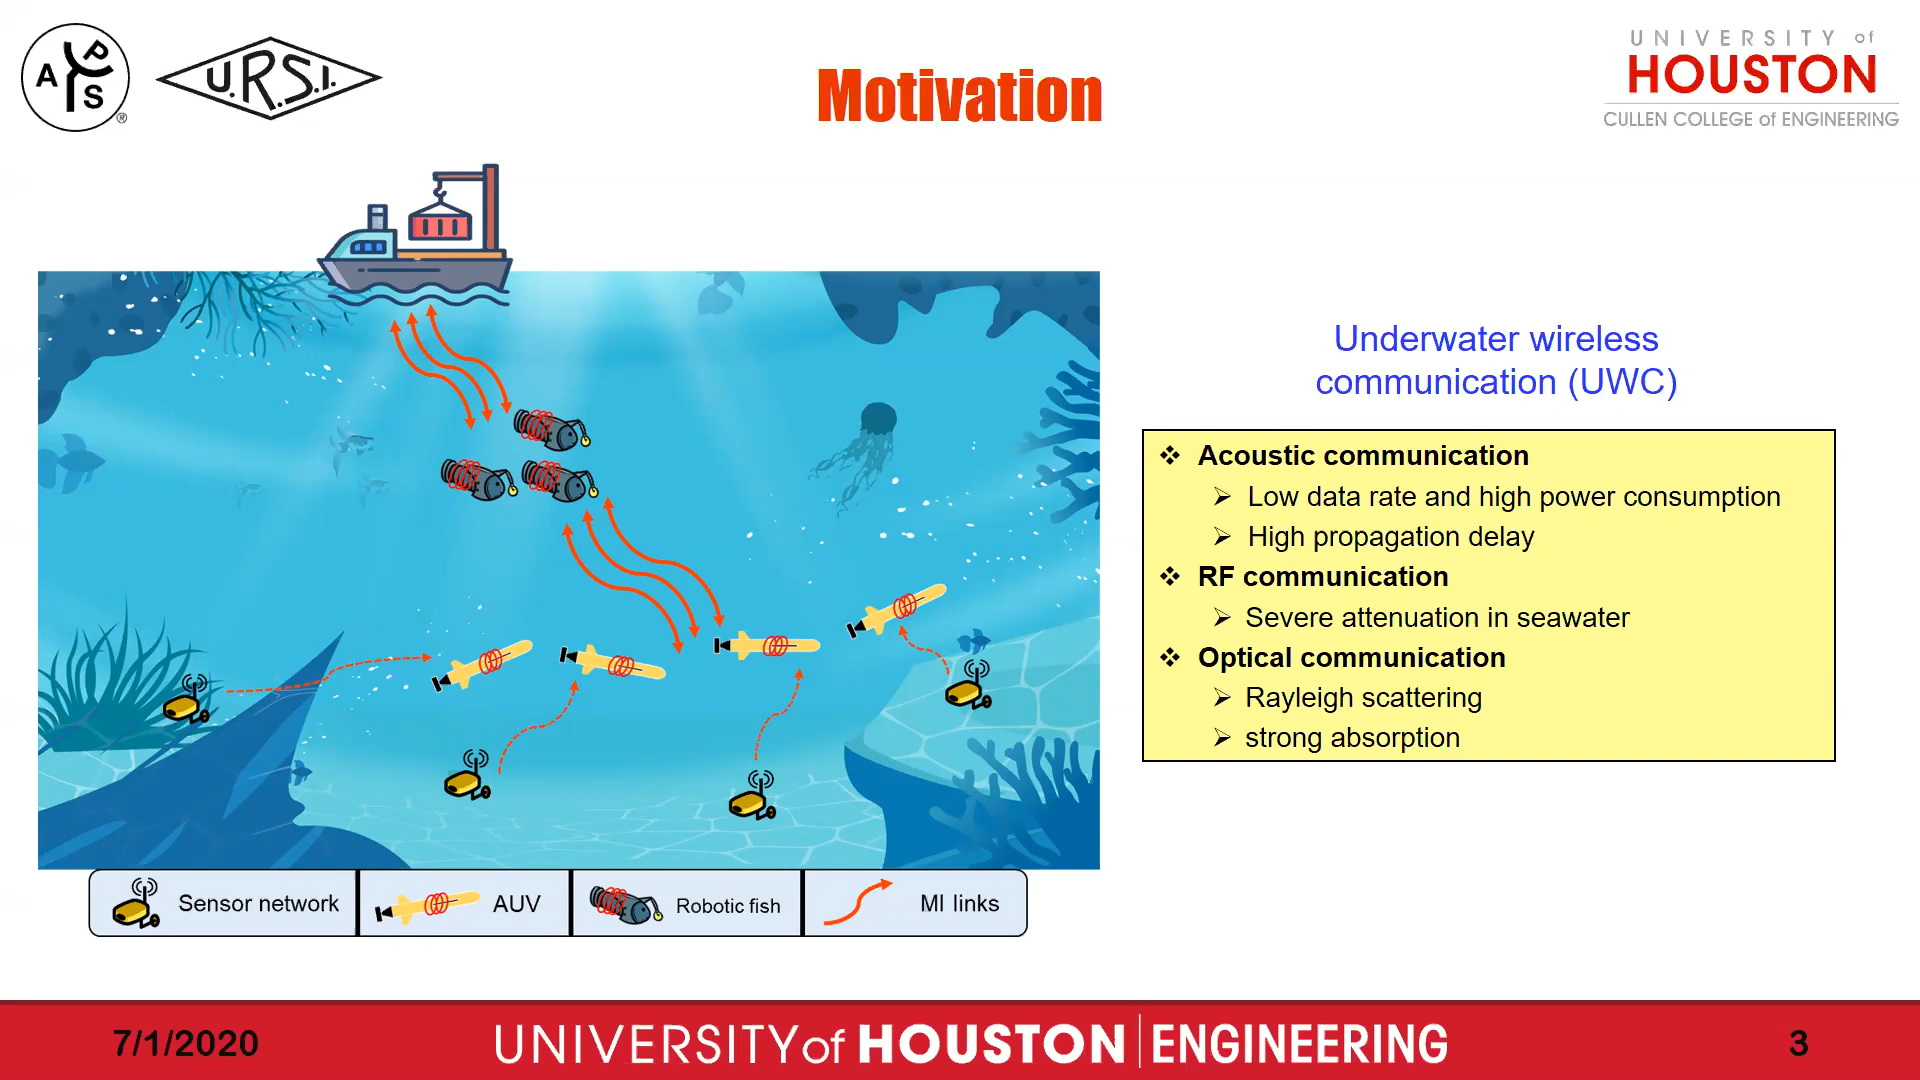 APS®
U.R.S.I.
Motivation
UNIVERSITY of
HOUSTON
CULLEN COLLEGE of ENGINEERING
Underwater wireless
communication (UWC)
Acoustic communication
Low data rate and high power consumption
High propagation delay
RF communication
Severe attenuation in seawater
Optical communication
Rayleigh scattering
strong absorption
Sensor network
AUV
Robotic fish
MI links
7/1/2020
UNIVERSITY of HOUSTON | ENGINEERING
3